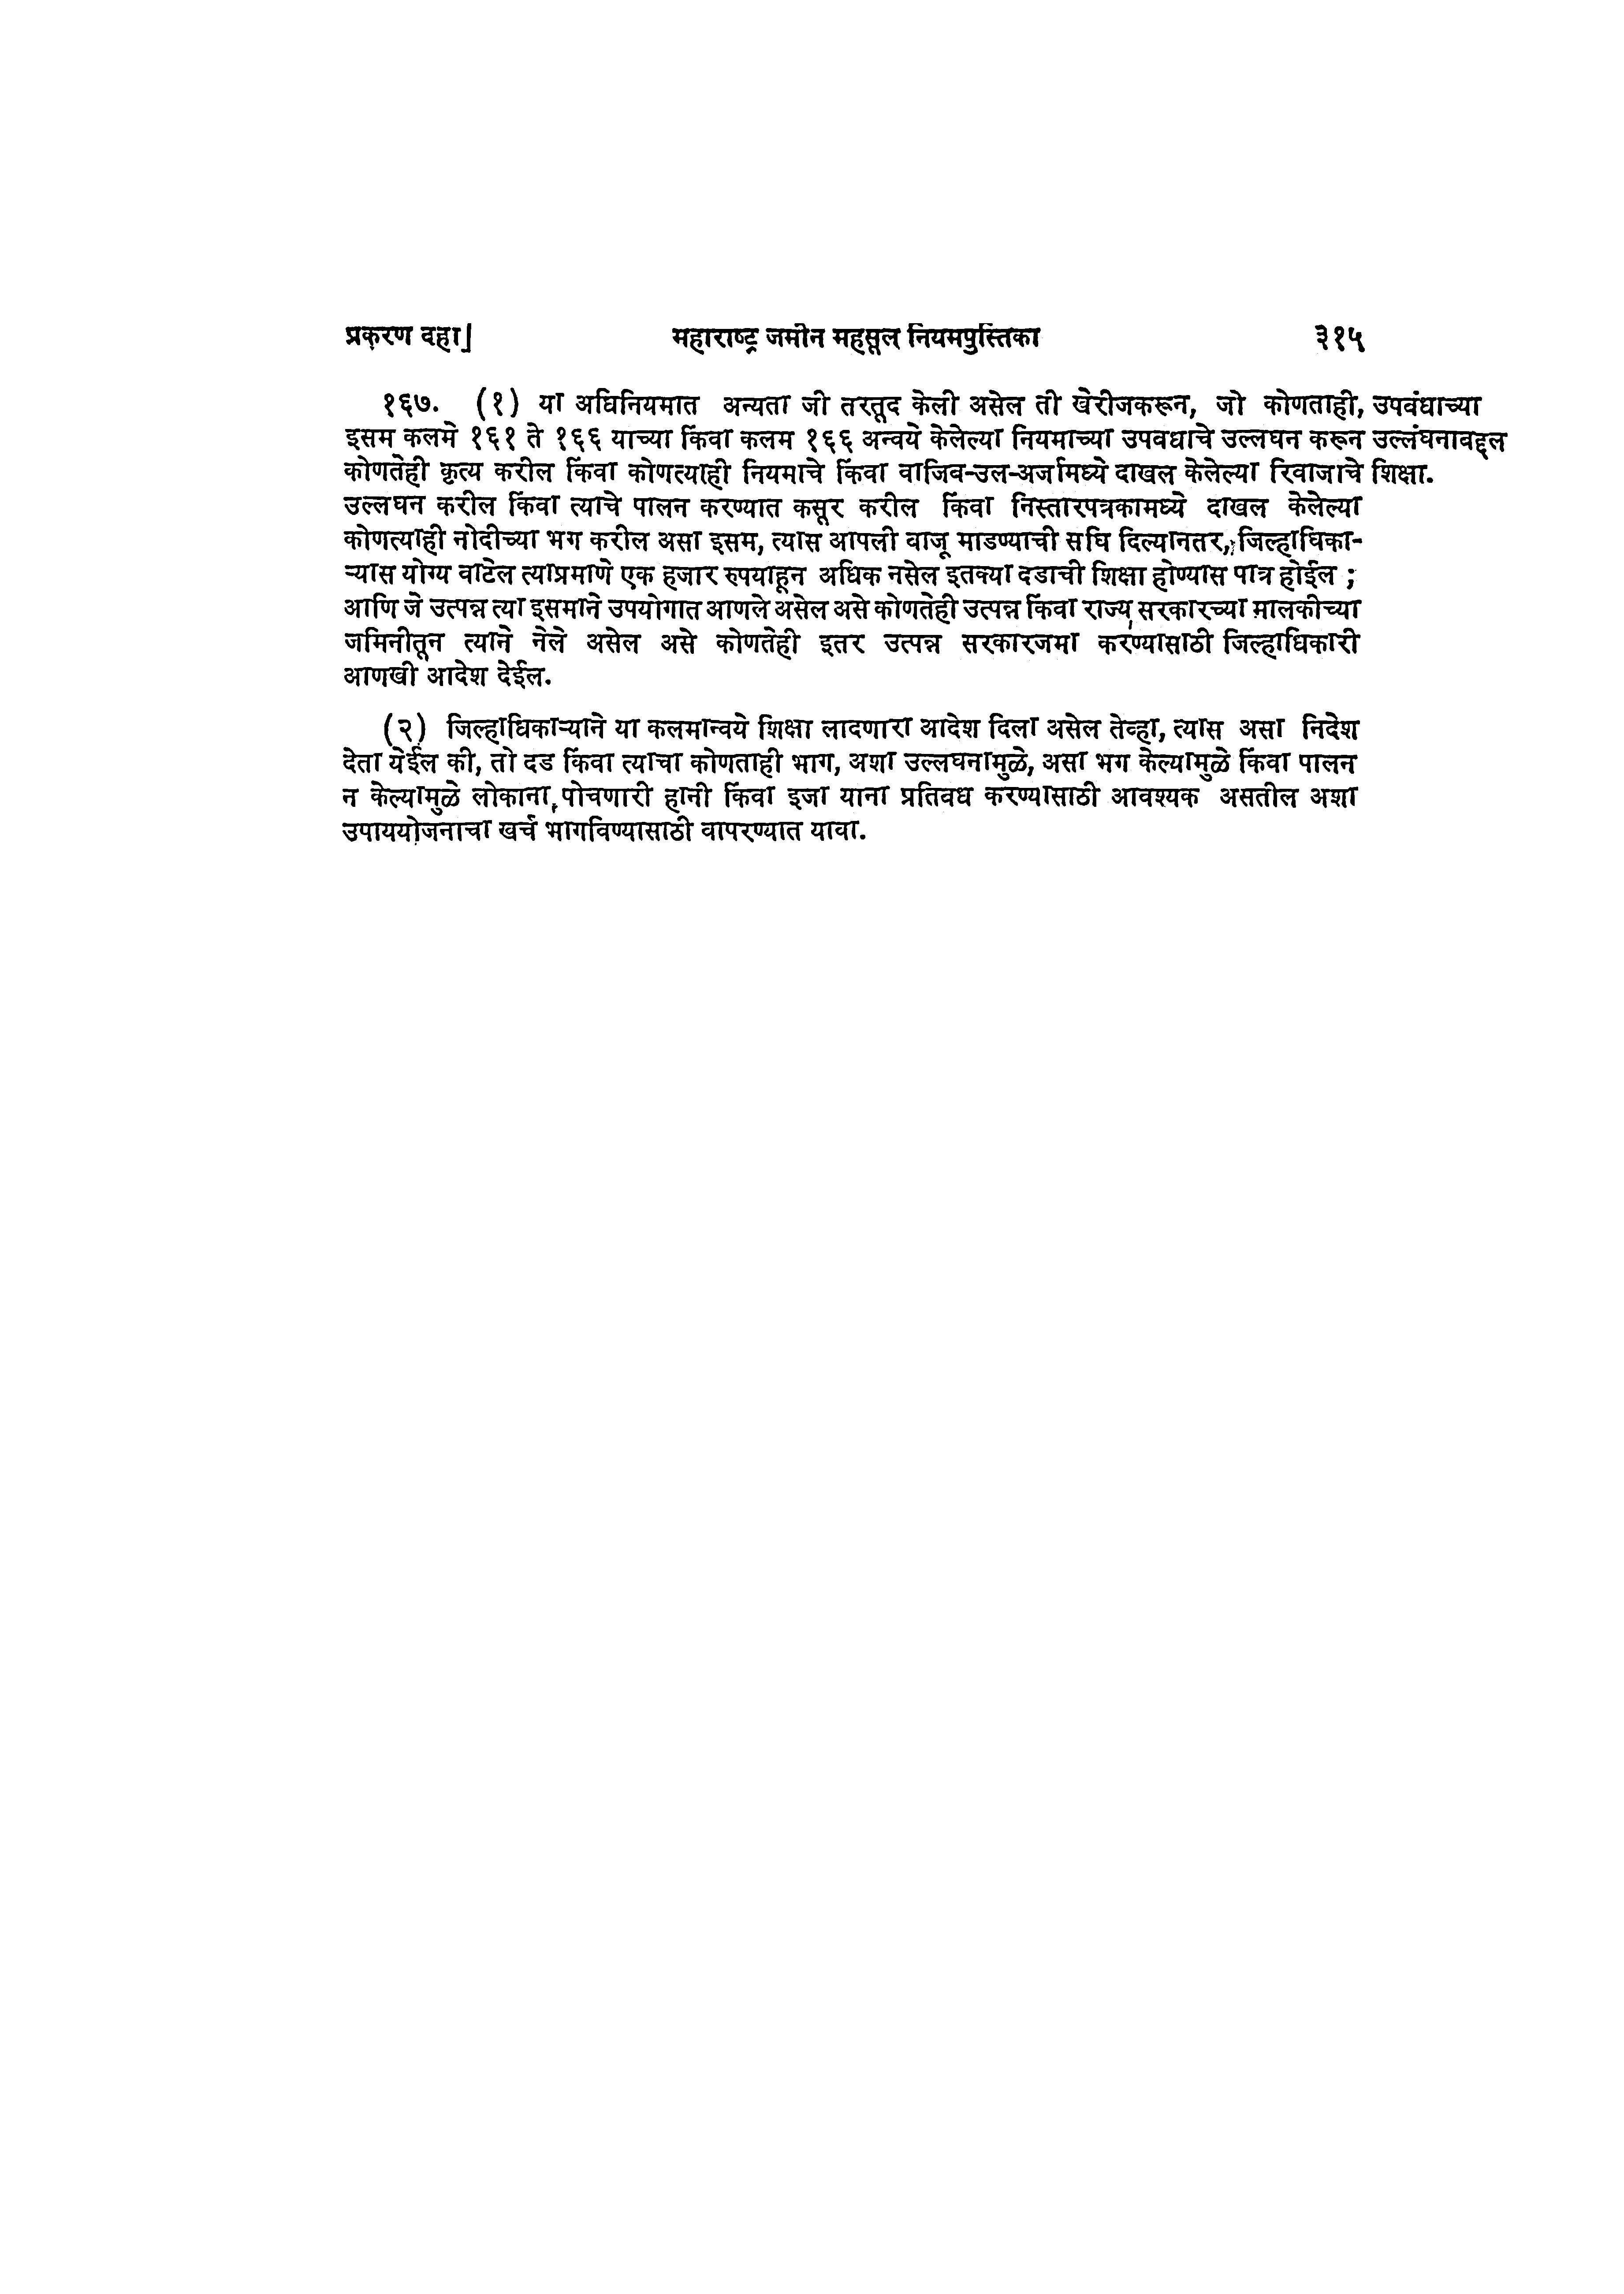 प्रकरण दहा] महाराष्ट्र जमीन महसूल नियमपुस्तिका ३१५
१६७. (१) या अधिनियमात अन्यता जी तरतूद केली असेल ती खेरीजकरून, जो कोणताही, उपबंधाच्या
इसम कलमे १६१ ते १६६ याच्या किंवा कलम १६६ अन्वये केलेल्या नियमाच्या उपबधाचे उल्लघन करून उल्लंघनाबद्दल
कोणतेही कृत्य करील किंवा कोणत्याही नियमाचे किंवा वाजिब-उल-अर्जामध्ये दाखल केलेल्या रिवाजाचे शिक्षा.
उल्लघन करील किंवा त्याचे पालन करण्यात कसूर करील किंवा निस्तारपत्रकामध्ये दाखल केलेल्या
कोणत्याही नोदीच्या भग करील असा इसम, त्यास आपली बाजू माडण्याची सधि दिल्यानतर, जिल्हाधिका-
ऱ्यास योग्य वाटेल त्याप्रमाणे एक हजार रुपयाहून अधिक नसेल इतक्या दडाची शिक्षा होण्यास पात्र होईल ;
आणि जे उत्पन्न त्या इसमाने उपयोगात आणले असेल असे कोणतेही उत्पन्न किंवा राज्य सरकारच्या मालकीच्या
जमिनीतून त्याने नेले असेल असे कोणतेही इतर उत्पन्न सरकारजमा करण्यासाठी जिल्हाधिकारी
आणखी आदेश देईल.
(२) जिल्हाधिकाऱ्याने या कलमान्वये शिक्षा लादणारा आदेश दिला असेल तेव्हा, त्यास असा निदेश
देता येईल की, तो दड किंवा त्याचा कोणताही भाग, अशा उल्लघनामुळे, असा भग केल्यामुळे किंवा पालन
न केल्यामुळे लोकाना, पोचणारी हानी किंवा इजा याना प्रतिबध करण्यासाठी आवश्यक असतील अशा
उपाययोजनाचा खर्च भागविण्यासाठी वापरण्यात यावा.